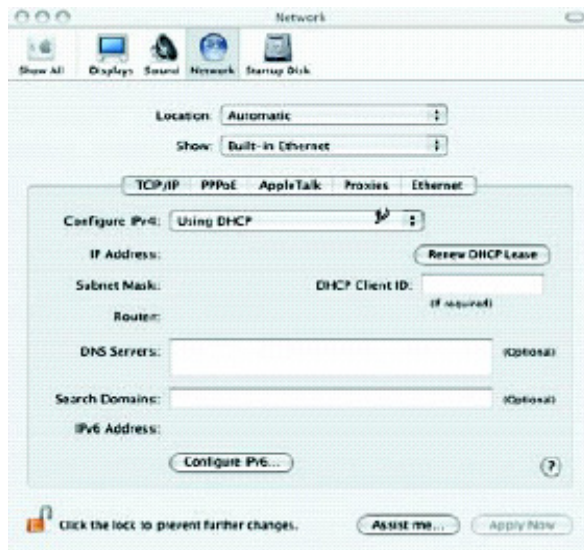 Network
Show All Displays Sound Network Startup Disk
Location: Automatic
Show: Built-in Ethernet
TCP/IP PPPoE AppleTalk Proxies Ethernet
Configure IPv4: Using DHCP
IP Address: Renew DHCP Lease
Subnet Mask: DHCP Client ID:
(If required)
Router:
DNS Servers: (Optional)
Search Domains: (Optional)
IPv6 Address:
Configure IPv6... ?
Click the lock to prevent further changes. Assist me... Apply Now